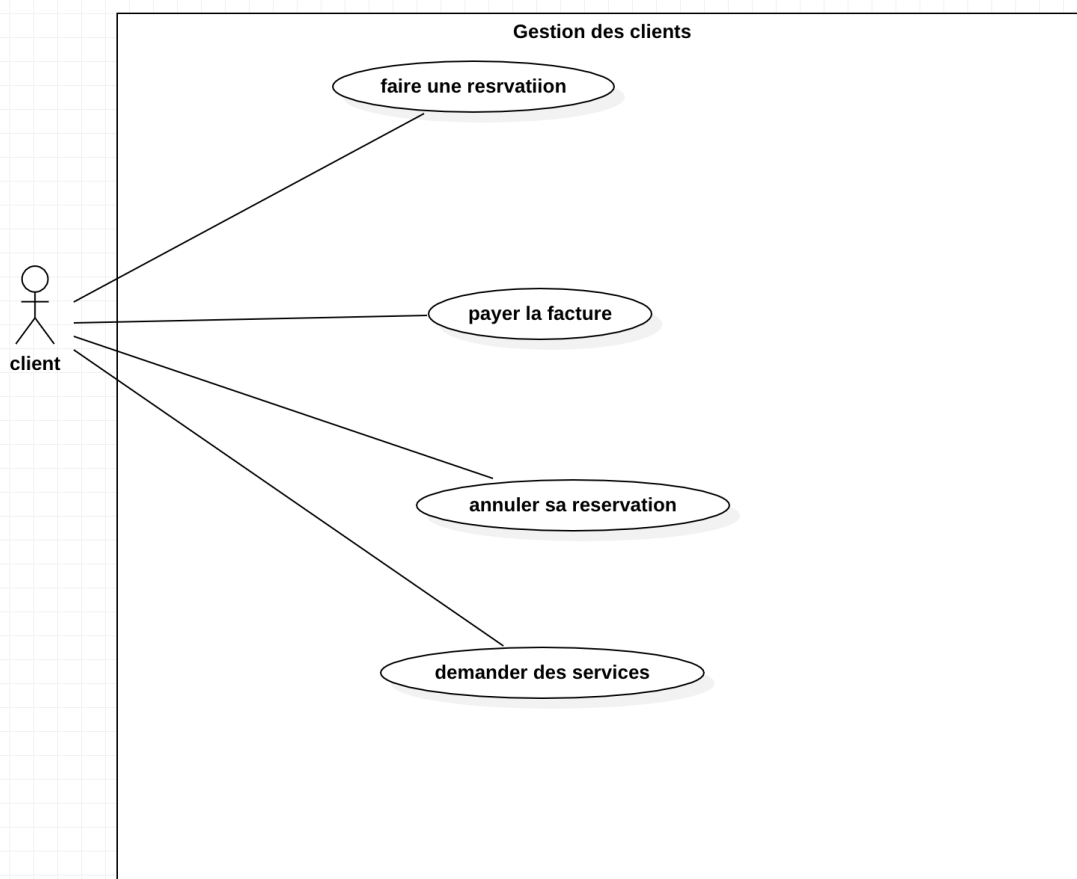 Gestion des clients
faire une resrvatiion
payer la facture
client
annuler sa reservation
demander des services